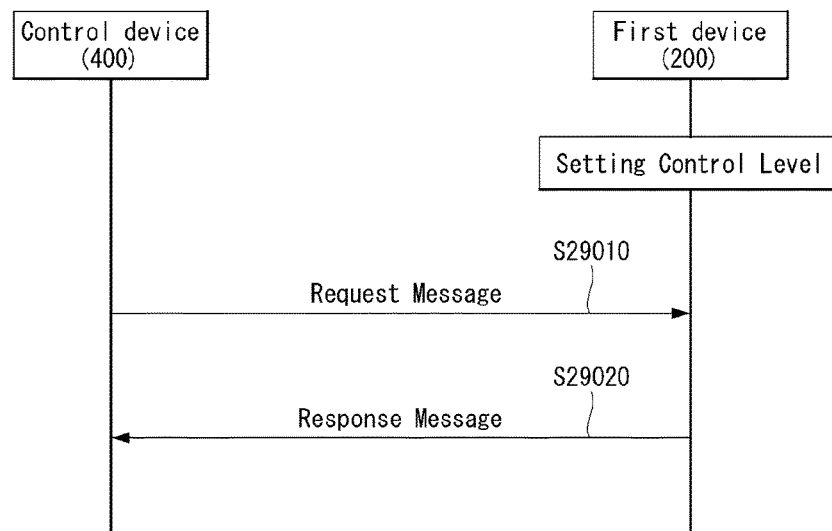 Control device
(400)
First device
(200)
Setting Control Level
S29010
Request Message
S29020
Response Message